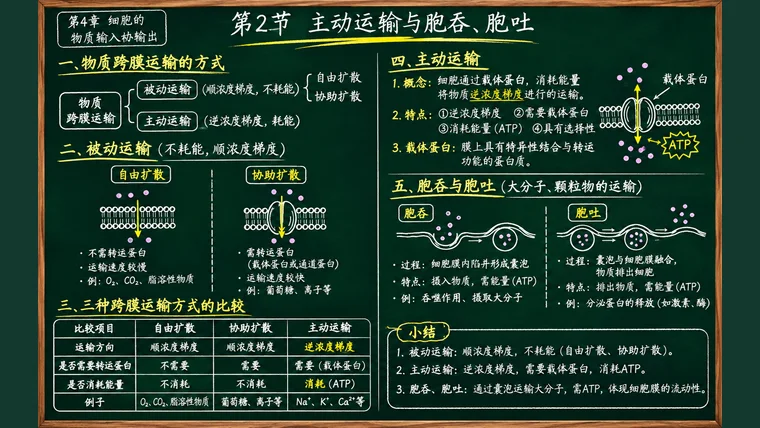 第4章 细胞的
物质输入协输出
第2节 主动运输与胞吞、胞吐
一、物质跨膜运输的方式
物质
跨膜运输
被动运输 (顺浓度梯度, 不耗能)
自由扩散
协助扩散
主动运输 (逆浓度梯度, 耗能)
二、被动运输 (不耗能, 顺浓度梯度)
自由扩散
· 不需转运蛋白
· 运输速度较慢
· 例: O₂、CO₂、脂溶性物质
协助扩散
· 需转运蛋白
(载体蛋白或通道蛋白)
· 运输速度较快
· 例: 葡萄糖、离子等
三、三种跨膜运输方式的比较
比较项目 自由扩散 协助扩散 主动运输
运输方向 顺浓度梯度 顺浓度梯度 逆浓度梯度
是否需要转运蛋白 不需要 需要 需要 (载体蛋白)
是否消耗能量 不消耗 不消耗 消耗 (ATP)
例子 O₂、CO₂、脂溶性物质 葡萄糖、离子等 Na⁺、K⁺、Ca²⁺等
四、主动运输
1. 概念: 细胞通过载体蛋白, 消耗能量
将物质逆浓度梯度进行的运输。
2. 特点: ①逆浓度梯度 ②需要载体蛋白
③消耗能量 (ATP) ④具有选择性
3. 载体蛋白: 膜上具有特异性结合与转运
功能的蛋白质。
载体蛋白
ATP
五、胞吞与胞吐 (大分子、颗粒物的运输)
胞吞
· 过程: 细胞膜内陷并形成囊泡
· 特点: 摄入物质, 需能量(ATP)
· 例: 吞噬作用、摄取大分子
胞吐
· 过程: 囊泡与细胞膜融合,
物质排出细胞
· 特点: 排出物质, 需能量(ATP)
· 例: 分泌蛋白的释放 (如激素、酶)
小结
1. 被动运输: 顺浓度梯度, 不耗能 (自由扩散、协助扩散)。
2. 主动运输: 逆浓度梯度, 需要载体蛋白, 消耗ATP。
3. 胞吞、胞吐: 通过囊泡运输大分子, 需ATP, 体现细胞膜的流动性。